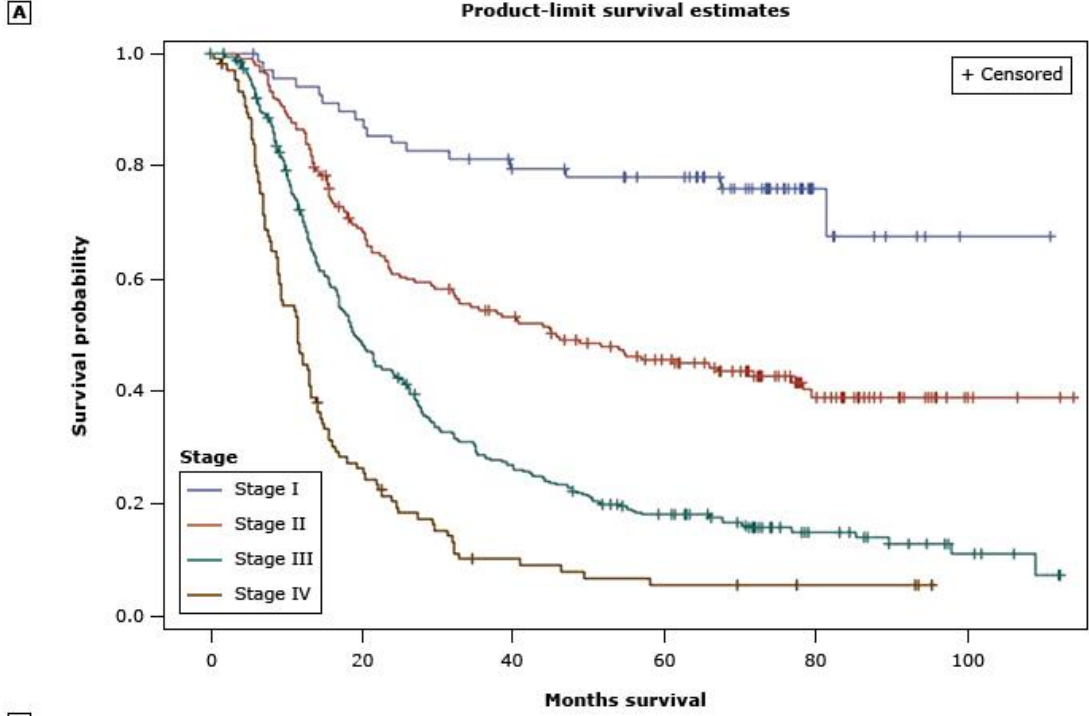 A
Product-limit survival estimates
1.0
0.8
0.6
0.4
0.2
0.0
Survival probability
+ Censored
Stage
Stage I
Stage II
Stage III
Stage IV
0 20 40 60 80 100
Months survival